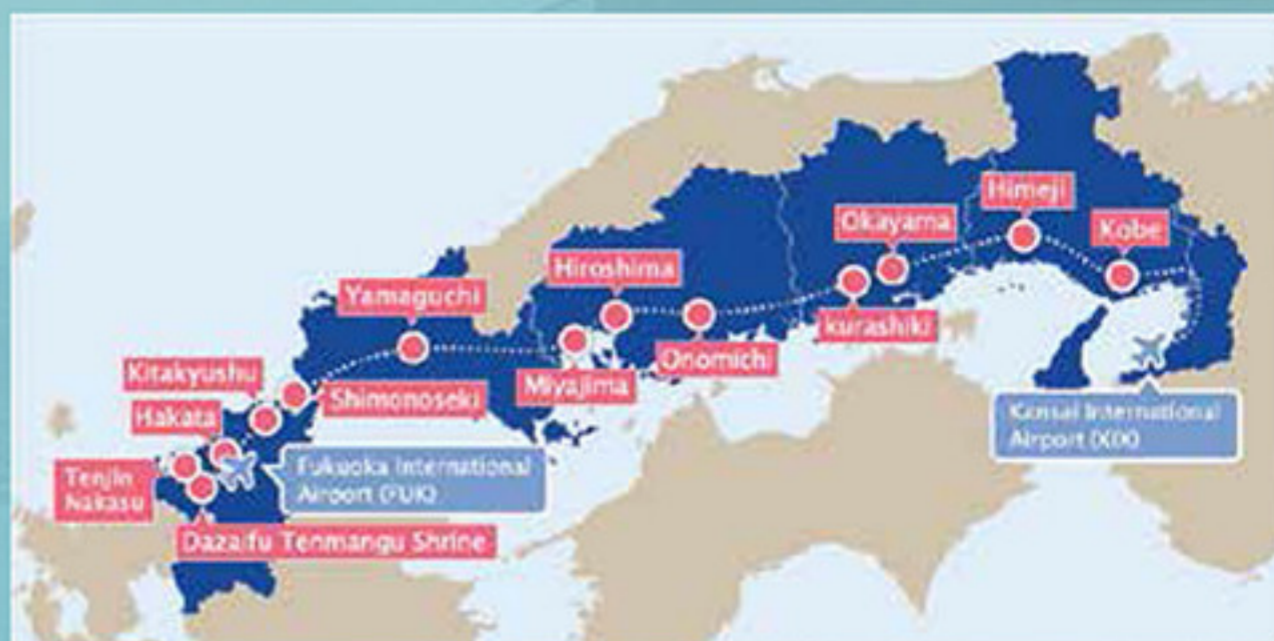 Himeji
Okayama
Kobe
Hiroshima
Yamaguchi
kurashiki
Onomichi
Kitakyushu
Miyajima
Shimonoseki
Hakata
Kansai International
Airport (KIX)
Fukuoka International
Airport (FUK)
Tenjin
Nakasu
Dazaifu Tenmangu Shrine